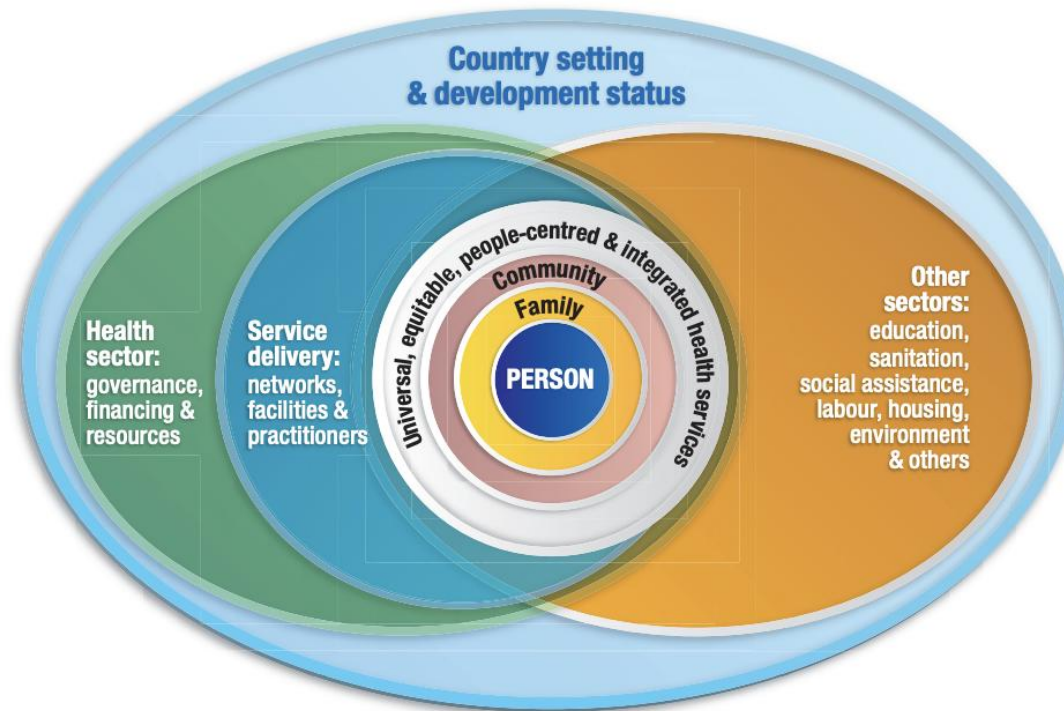 Country setting
& development status
Health
sector:
governance,
financing &
resources
Service
delivery:
networks,
facilities &
practitioners
Universal, equitable, people-centred & integrated health services
Community
Family
PERSON
Other
sectors:
education,
sanitation,
social assistance,
labour, housing,
environment
& others